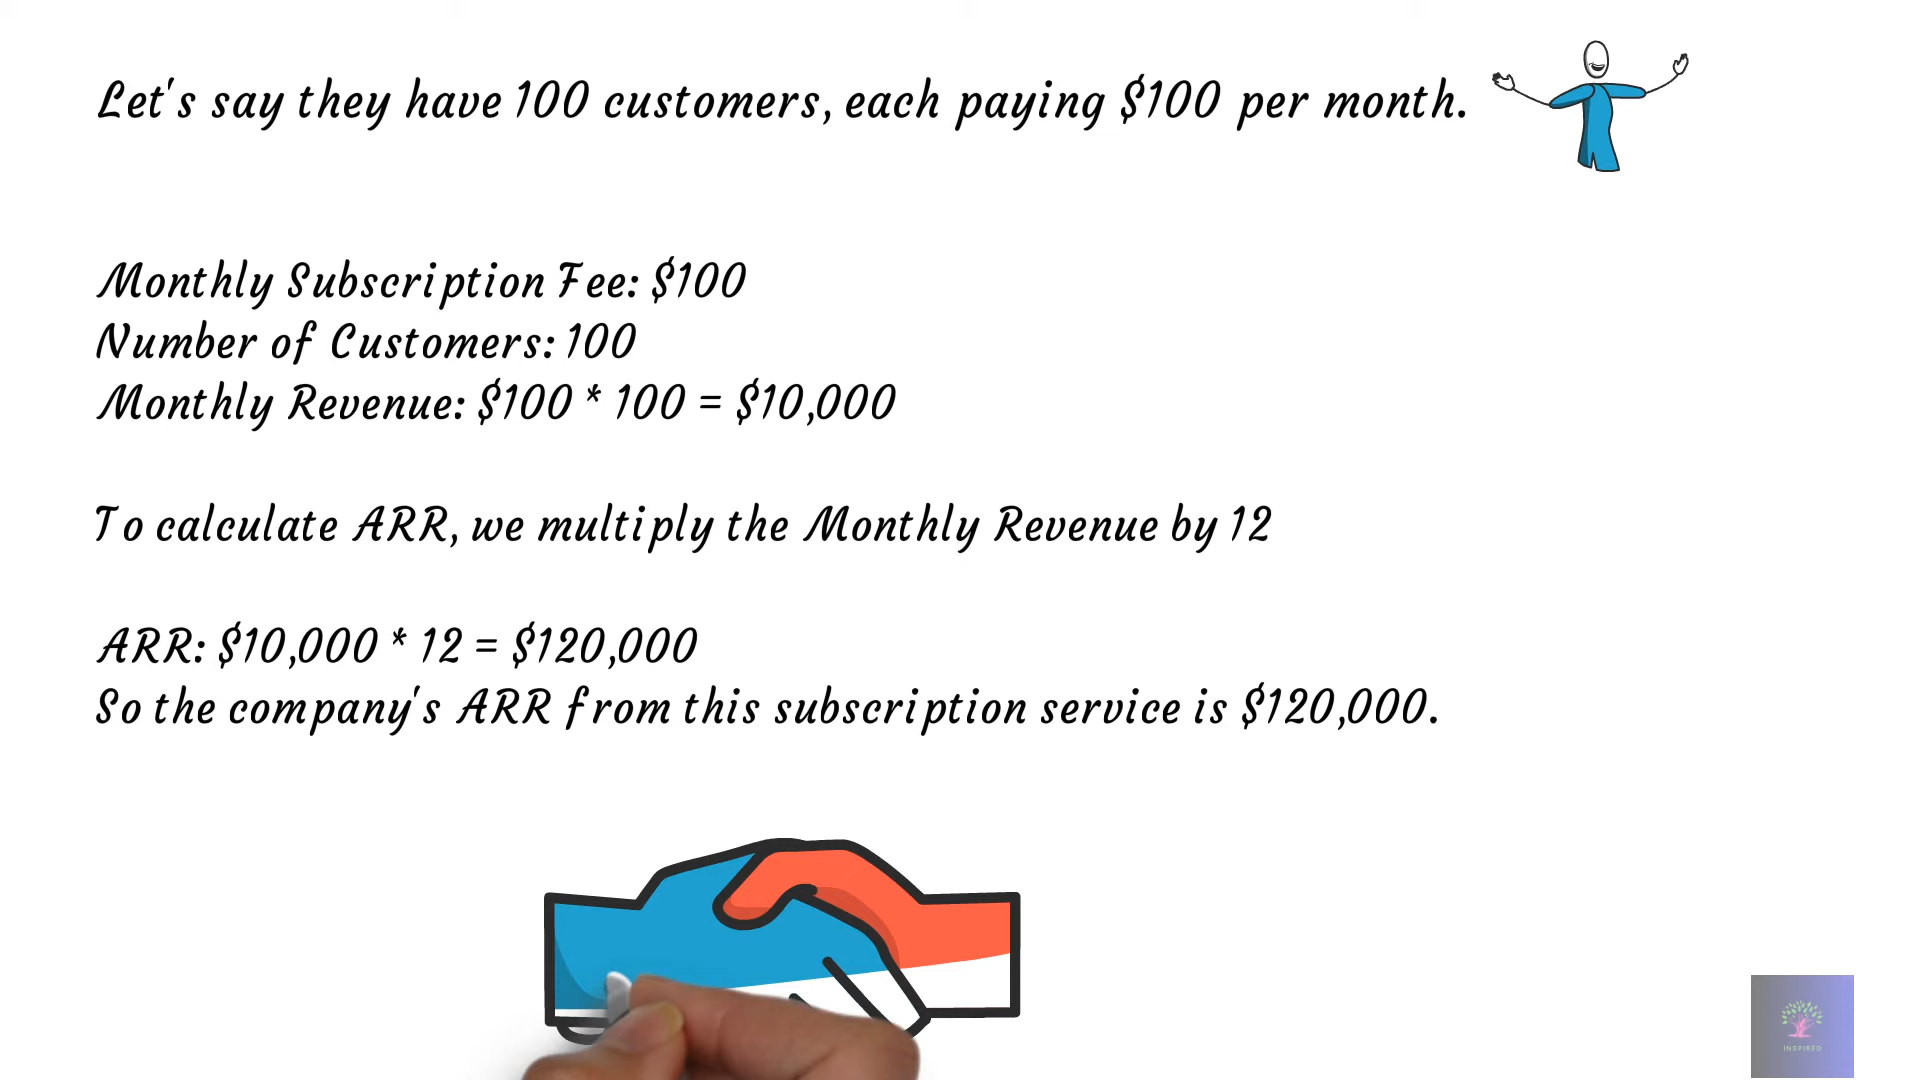 Let's say they have 100 customers, each paying $100 per month.
Monthly Subscription Fee: $100
Number of Customers: 100
Monthly Revenue: $100 * 100 = $10,000
To calculate ARR, we multiply the Monthly Revenue by 12
ARR: $10,000 * 12 = $120,000
So the company's ARR from this subscription service is $120,000.
INSPIRED